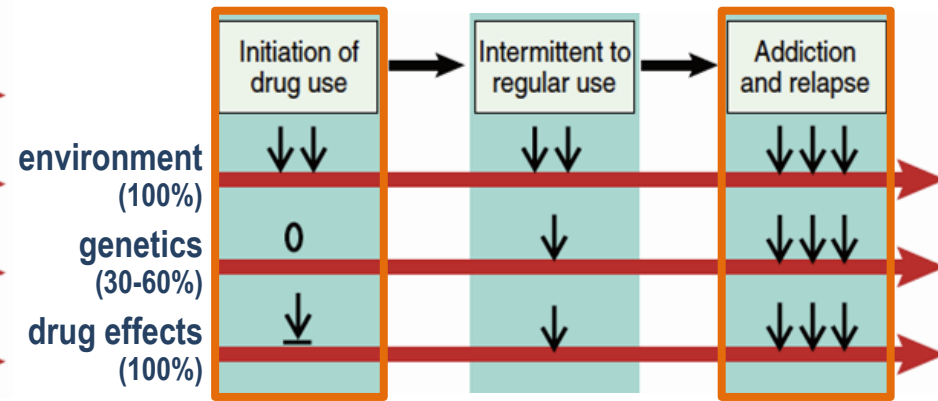 Initiation of
drug use
Intermittent to
regular use
Addiction
and relapse
environment
(100%)
genetics
(30-60%)
0
drug effects
(100%)